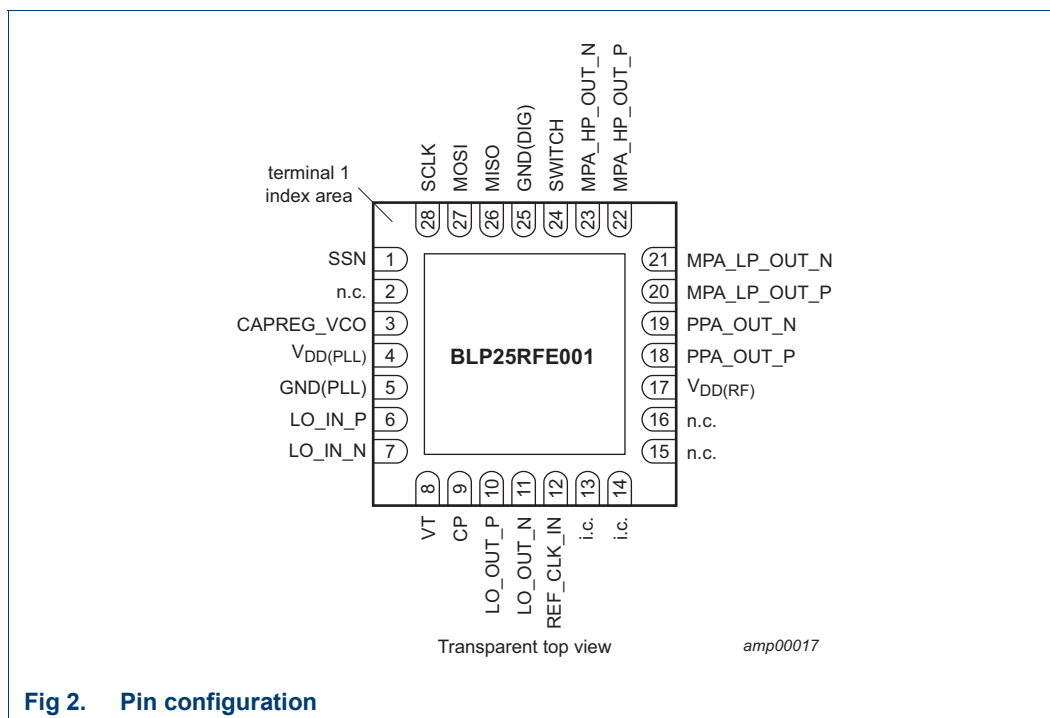 SCLK
MOSI
MISO
GND(DIG)
SWITCH
MPA_HP_OUT_N
MPA_HP_OUT_P
terminal 1
index area
28
27
26
25
24
23
22
SSN 1
n.c. 2
CAPREG_VCO 3
VDD(PLL) 4
GND(PLL) 5
LO_IN_P 6
LO_IN_N 7
BLP25RFE001
21 MPA_LP_OUT_N
20 MPA_LP_OUT_P
19 PPA_OUT_N
18 PPA_OUT_P
17 VDD(RF)
16 n.c.
15 n.c.
8
9
10
11
12
13
14
VT
CP
LO_OUT_P
LO_OUT_N
REF_CLK_IN
i.c.
i.c.
Transparent top view
amp00017
Fig 2. Pin configuration